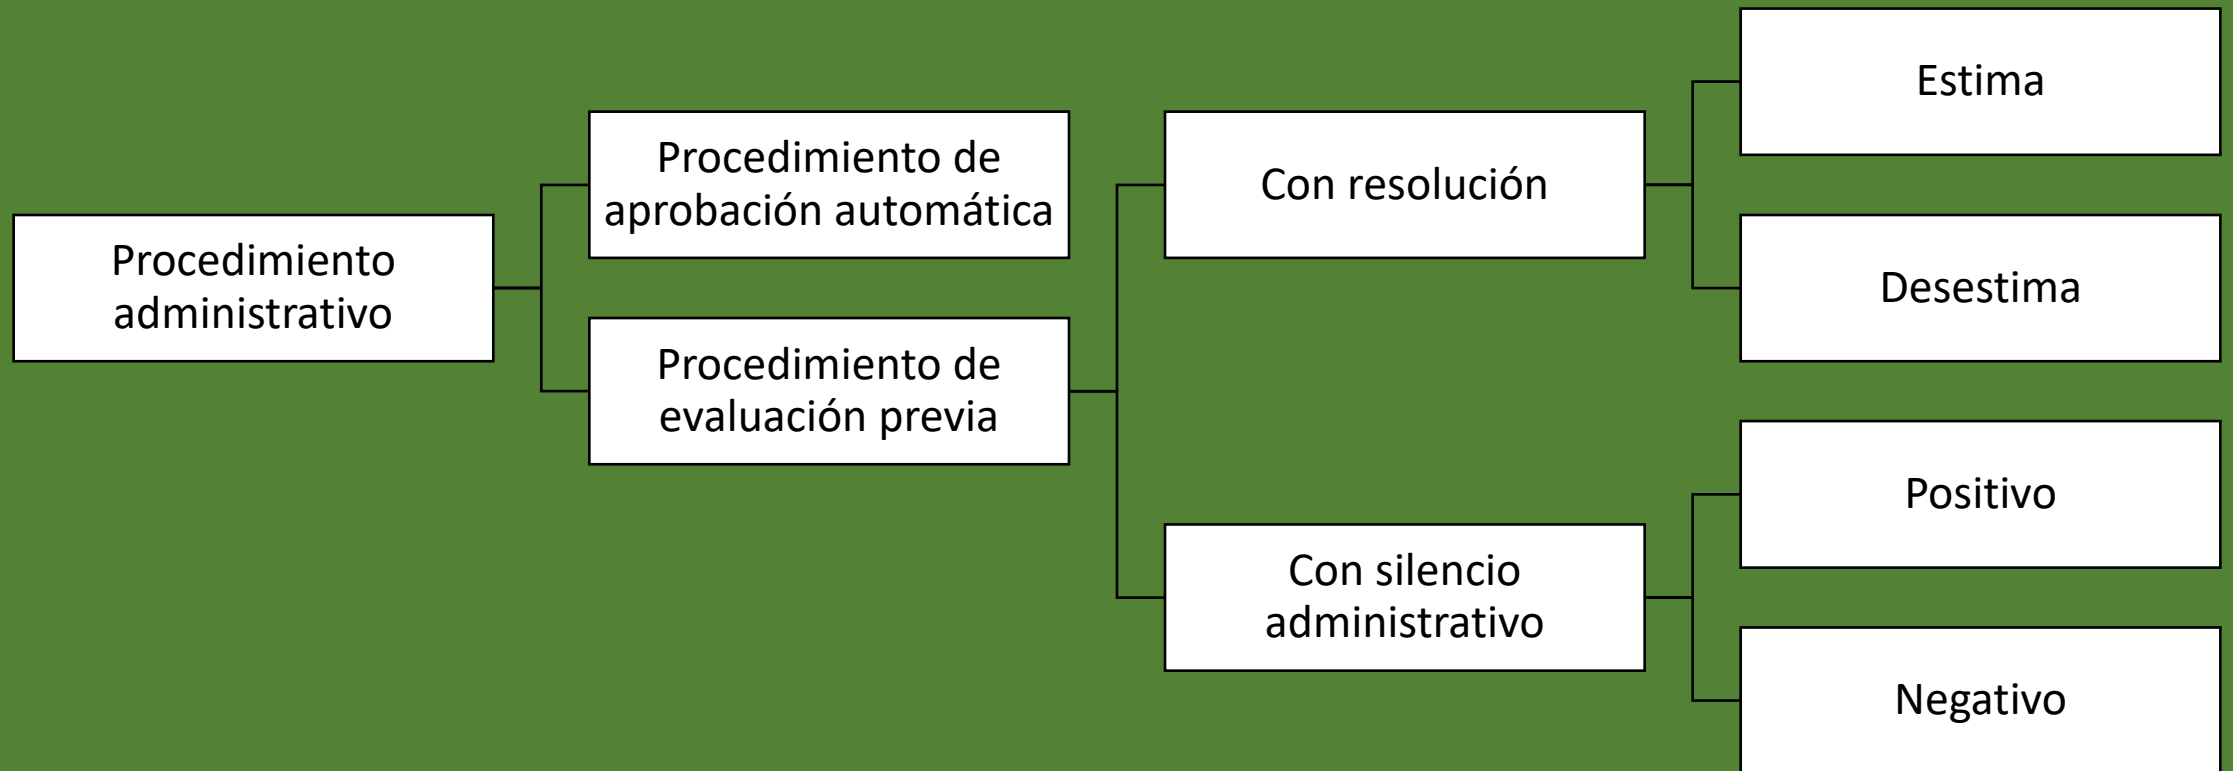 Procedimiento
administrativo
Procedimiento de
aprobación automática
Procedimiento de
evaluación previa
Con resolución
Estima
Desestima
Con silencio
administrativo
Positivo
Negativo